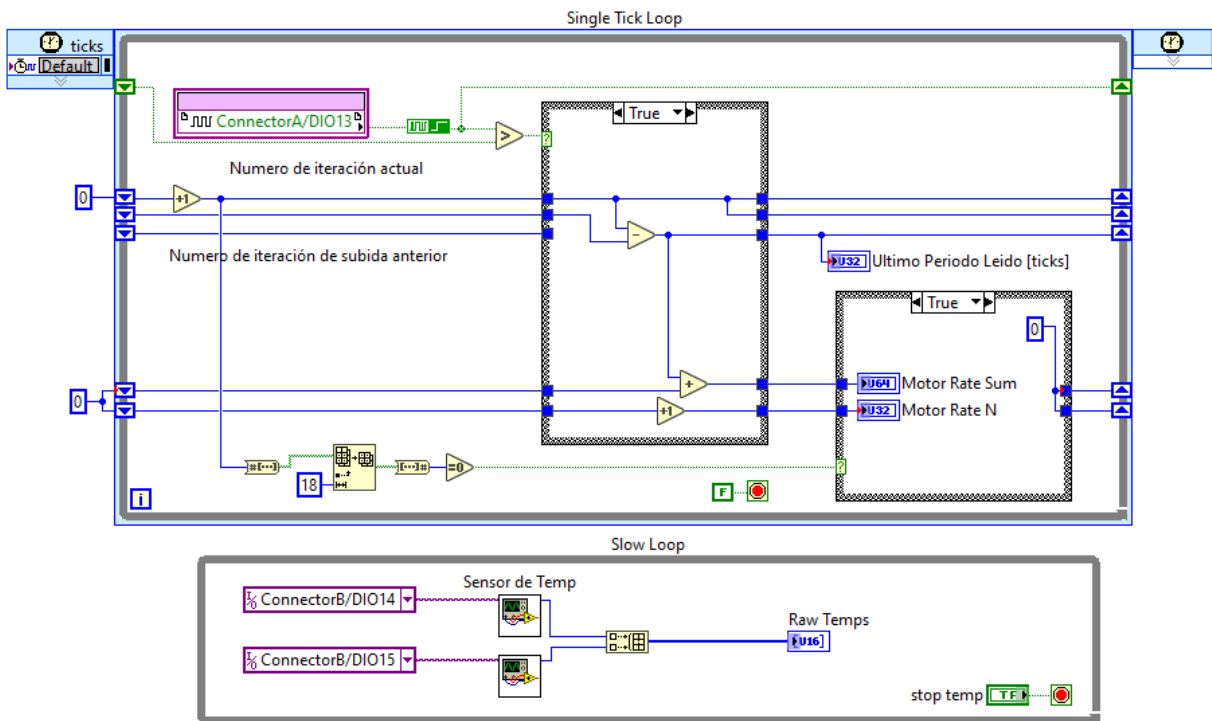 Single Tick Loop
ticks
Default
True
ConnectorA/DIO13
>
?
Numero de iteración actual
0
+1
-
Numero de iteración de subida anterior
U32 Ultimo Periodo Leido [ticks]
True
0
U64 Motor Rate Sum
0
+
+1
U32 Motor Rate N
#[...]
[...]#
=0
?
18
F
i
Slow Loop
Sensor de Temp
I/O ConnectorB/DIO14
Raw Temps
U16]
I/O ConnectorB/DIO15
stop temp TF